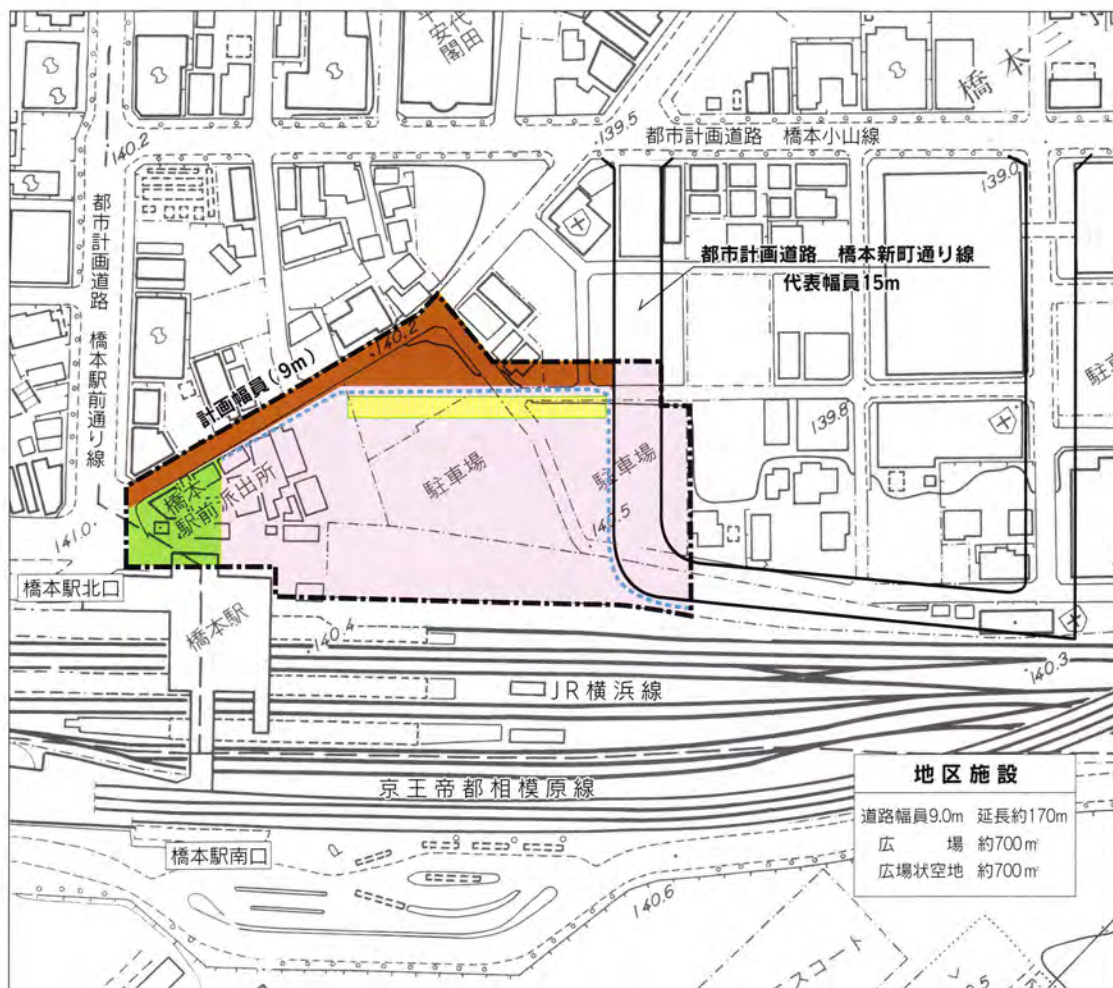 平安閣
代田
橋本
140.2
139.5
都市計画道路 橋本小山線
139.0
都市計画道路 橋本駅前通り線
都市計画道路 橋本新町通り線
代表幅員15m
140.2
計画幅員(9m)
139.8
駐車場
駐車場
橋本
駅前派出所
140.5
141.0
橋本駅北口
橋本駅
140.4
140.3
JR横浜線
京王帝都相模原線
地区施設
道路幅員9.0m 延長約170m
広場 約700㎡
広場状空地 約700㎡
橋本駅南口
140.6
スコート